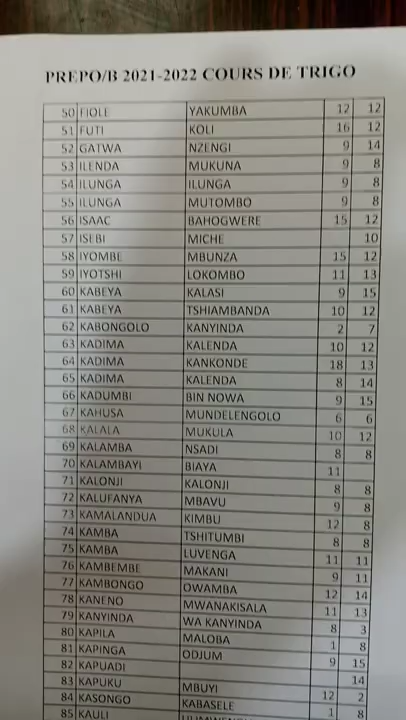 PREPO/B 2021-2022 COURS DE TRIGO
50 FIOLE YAKUMBA 12 12
51 FUTI KOLI 16 12
52 GATWA NZENGI 9 14
53 ILENDA MUKUNA 9 8
54 ILUNGA ILUNGA 9 8
55 ILUNGA MUTOMBO 9 8
56 ISAAC BAHOGWERE 15 12
57 ISEBI MICHE 10
58 IYOMBE MBUNZA 15 12
59 IYOTSHI LOKOMBO 11 13
60 KABEYA KALASI 9 15
61 KABEYA TSHIAMBANDA 10 12
62 KABONGOLO KANYINDA 2 7
63 KADIMA KALENDA 10 12
64 KADIMA KANKONDE 18 13
65 KADIMA KALENDA 8 14
66 KADUMBI BIN NOWA 9 15
67 KAHUSA MUNDELENGOLO 6 6
68 KALALA MUKULA 10 12
69 KALAMBA NSADI 8 8
70 KALAMBAYI BIAYA 11
71 KALONJI KALONJI 8 8
72 KALUFANYA MBAVU 9 8
73 KAMALANDUA KIMBU 12 8
74 KAMBA TSHITUMBI 8 8
75 KAMBA LUVENGA 11 11
76 KAMBEMBE MAKANI 9 11
77 KAMBONGO OWAMBA 12 14
78 KANENO MWANAKISALA 11 13
79 KANYINDA WA KANYINDA 8 3
80 KAPILA MALOBA 1 8
81 KAPINGA ODJUM 9 15
82 KAPUADI 14
83 KAPUKU MBUYI 12 2
84 KASONGO KABASELE 1 8
85 KAULI